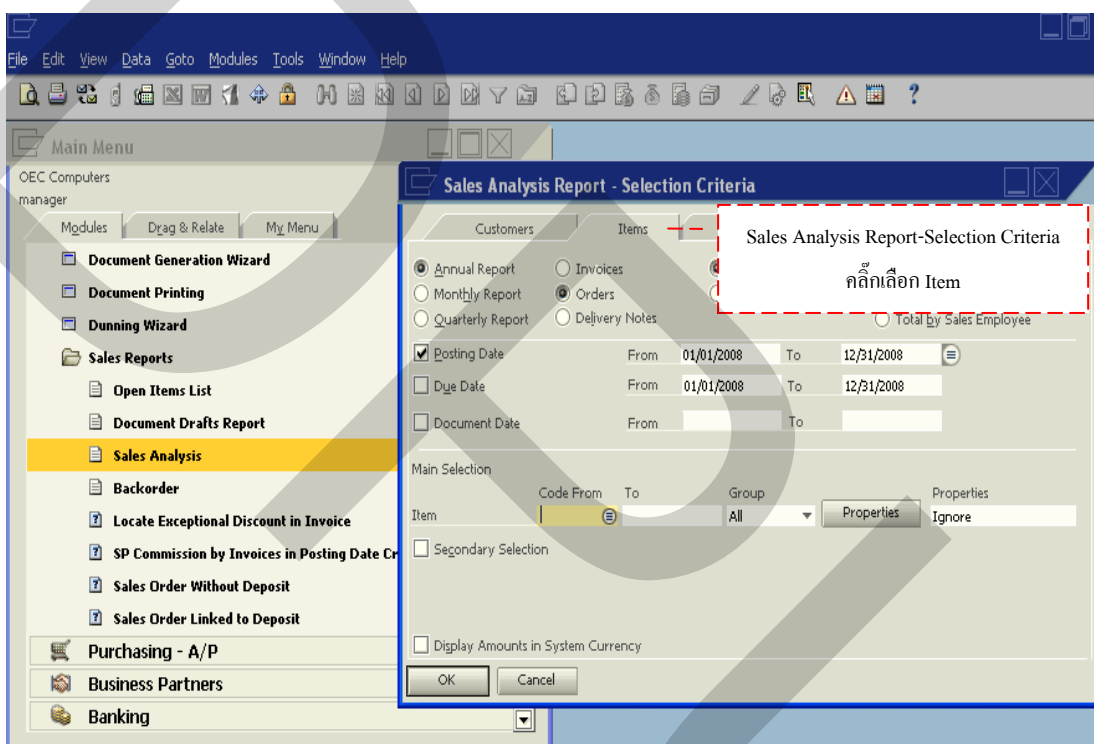 File Edit View Data Goto Modules Tools Window Help
Main Menu
OEC Computers
manager
Modules Drag & Relate My Menu
Document Generation Wizard
Document Printing
Dunning Wizard
Sales Reports
Open Items List
Document Drafts Report
Sales Analysis
Backorder
Locate Exceptional Discount in Invoice
SP Commission by Invoices in Posting Date Cr
Sales Order Without Deposit
Sales Order Linked to Deposit
Purchasing - A/P
Business Partners
Banking
Sales Analysis Report - Selection Criteria
Customers Items
Sales Analysis Report-Selection Criteria
คลิ๊กเลือก Item
Annual Report Invoices
Monthly Report Orders
Quarterly Report Delivery Notes Total by Sales Employee
Posting Date From 01/01/2008 To 12/31/2008
Due Date From 01/01/2008 To 12/31/2008
Document Date From To
Main Selection
Code From To Group Properties
Item All Properties Ignore
Secondary Selection
Display Amounts in System Currency
OK Cancel